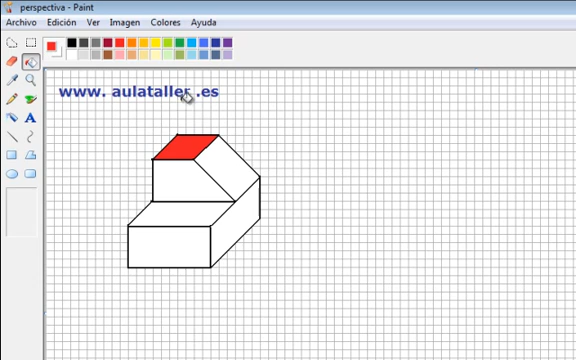 perspectiva - Paint
Archivo Edición Ver Imagen Colores Ayuda
A
www. aulataller .es